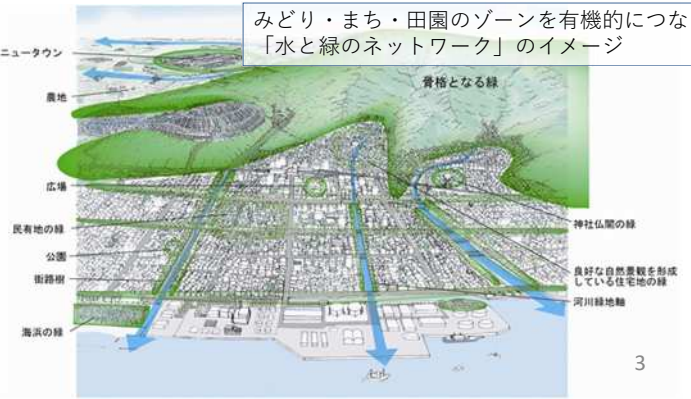 みどり・まち・田園のゾーンを有機的につな
「水と緑のネットワーク」のイメージ
ニュータウン
農地
骨格となる緑
広場
民有地の緑
公園
街路樹
海浜の緑
神社仏閣の緑
良好な自然景観を形成
している住宅地の緑
河川緑地軸
3